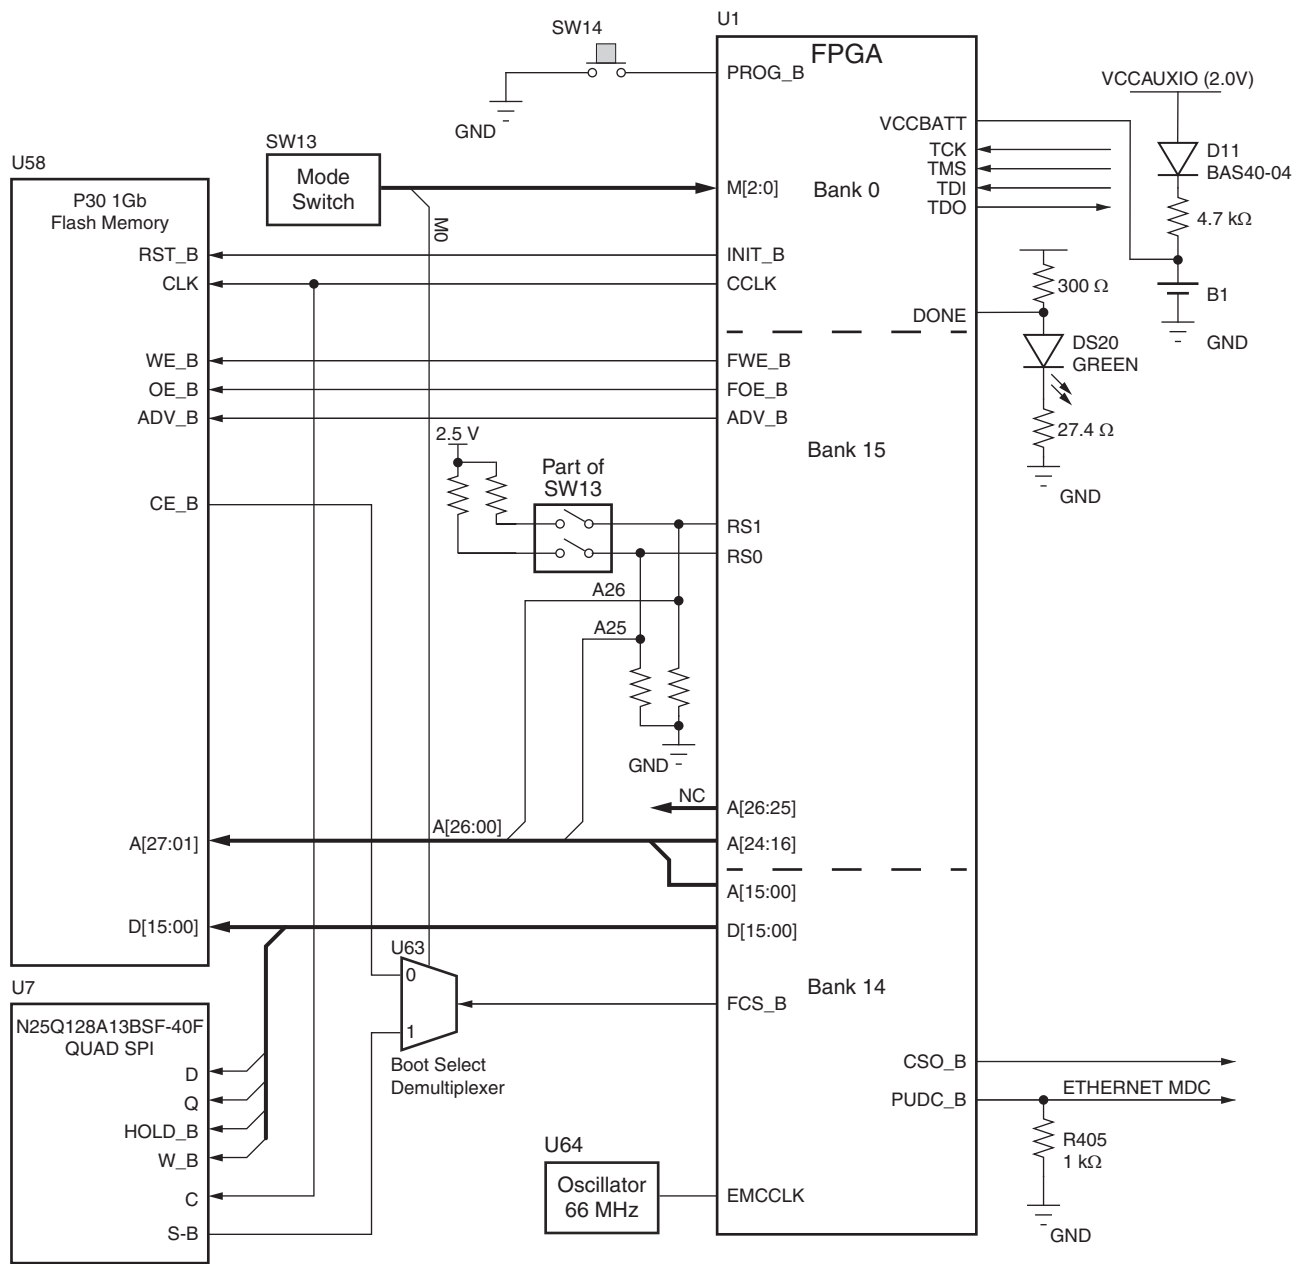 U1
FPGA
SW14
PROG_B
GND
VCCAUXIO (2.0V)
VCCBATT
TCK
TMS
TDI
TDO
D11
BAS40-04
4.7 kΩ
B1
GND
SW13
Mode
Switch
M0
M[2:0]
Bank 0
U58
P30 1Gb
Flash Memory
RST_B
INIT_B
CLK
CCLK
300 Ω
DONE
DS20
GREEN
27.4 Ω
GND
WE_B
FWE_B
OE_B
FOE_B
ADV_B
ADV_B
2.5 V
Part of
SW13
Bank 15
CE_B
RS1
RS0
A26
A25
GND
NC
A[26:25]
A[26:00]
A[27:01]
A[24:16]
A[15:00]
D[15:00]
D[15:00]
U63
0
1
Boot Select
Demultiplexer
Bank 14
FCS_B
U7
N25Q128A13BSF-40F
QUAD SPI
D
Q
HOLD_B
W_B
C
S-B
CSO_B
PUDC_B
ETHERNET MDC
R405
1 kΩ
GND
U64
Oscillator
66 MHz
EMCCLK